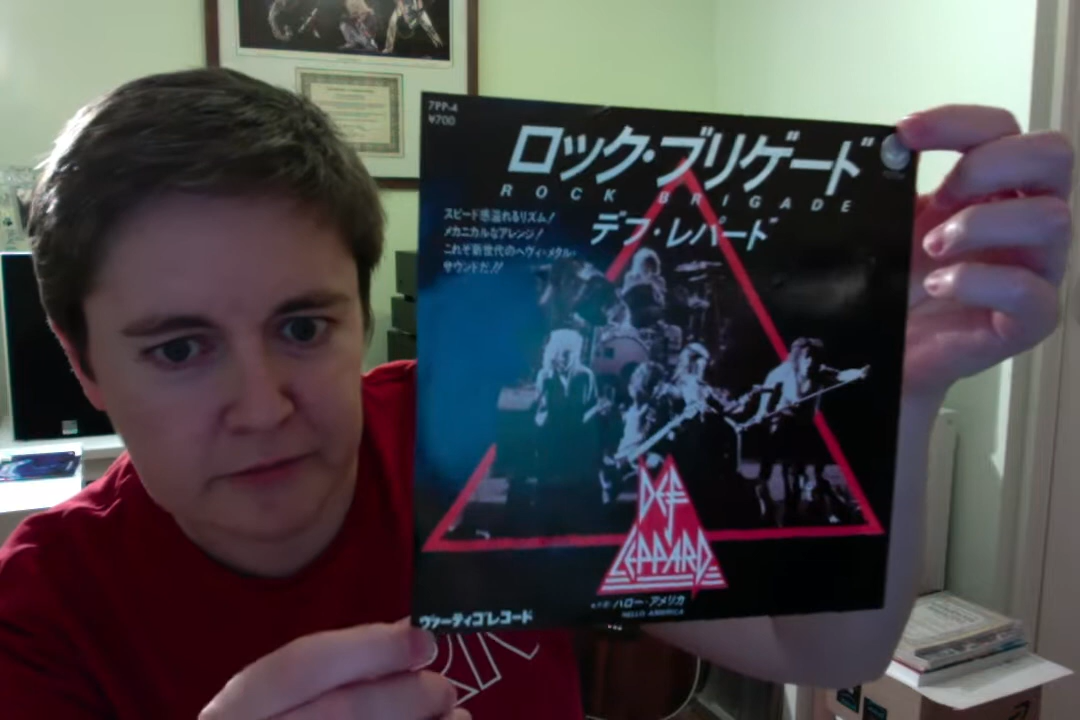 7PP-4
¥700
ロック・ブリゲード
ROCK BRIGADE
デフ・レパード
スピード感溢れるリズム!
メカニカルなアレンジ!
これぞ新世代のヘヴィ・メタル・
サウンドだ!!
DEF
LEPPARD
ハロー・アメリカ
HELLO AMERICA
ヴァーティゴレコード